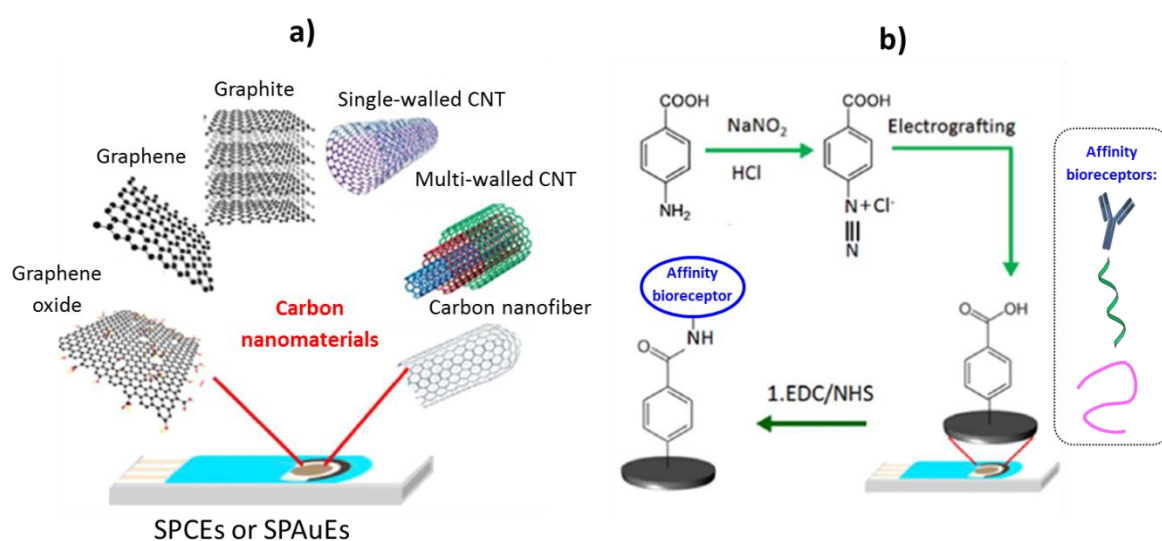 a)
Graphite
Single-walled CNT
Graphene
Multi-walled CNT
Graphene
oxide
Carbon
nanomaterials
Carbon nanofiber
SPCEs or SPAuEs
b)
COOH
NaNO₂
HCl
NH₂
COOH
N+Cl⁻
N
Electrografting
Affinity
bioreceptors:
O
OH
1.EDC/NHS
Affinity
bioreceptor
O
NH